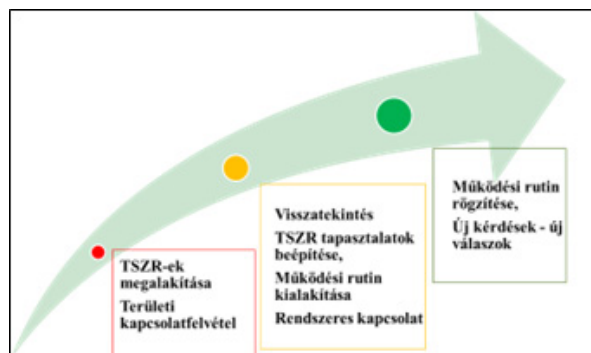 TSZR-ek
megalakítása
Területi
kapcsolatfelvétel
Visszatekintés
TSZR tapasztalatok
beépítése,
Működési rutin
kialakítása
Rendszeres kapcsolat
Működési rutin
rögzítése,
Új kérdések - új
válaszok